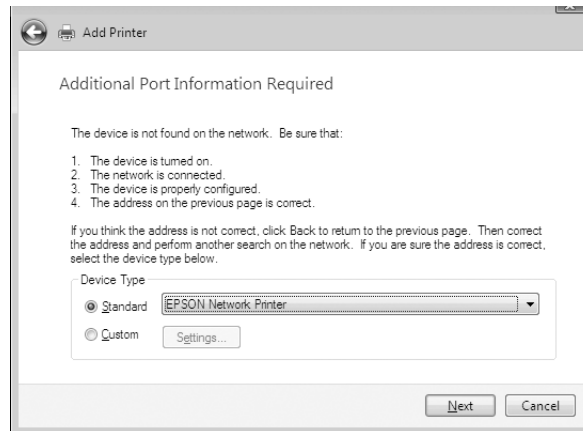 Add Printer
Additional Port Information Required
The device is not found on the network. Be sure that:
1. The device is turned on.
2. The network is connected.
3. The device is properly configured.
4. The address on the previous page is correct.
If you think the address is not correct, click Back to return to the previous page. Then correct
the address and perform another search on the network. If you are sure the address is correct,
select the device type below.
Device Type
Standard EPSON Network Printer
Custom Settings...
Next Cancel